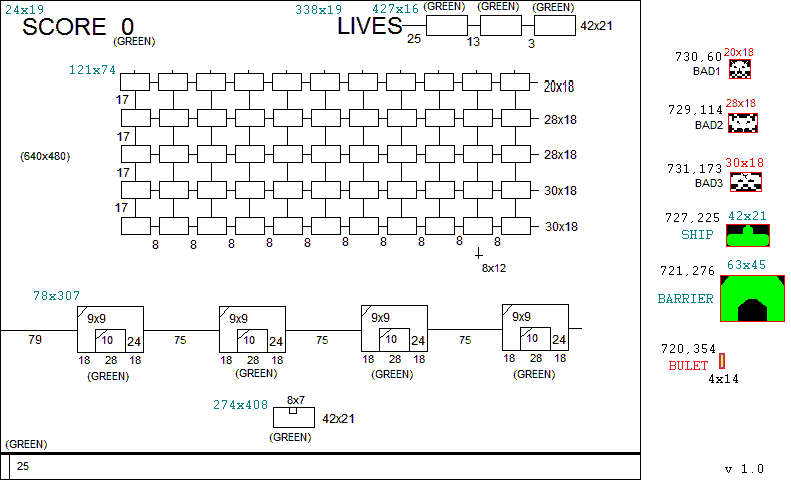 24x19
338x19
427x16
(GREEN)
(GREEN)
(GREEN)
SCORE 0
(GREEN)
LIVES
25
13
3
42x21
121x74
20x18
17
28x18
17
28x18
17
30x18
17
30x18
8
8
8
8
8
8
8
8
8
8
8x12
(640x480)
78x307
9x9
9x9
9x9
9x9
10
24
10
24
10
24
10
24
79
75
75
75
18 28 18
18 28 18
18 28 18
18 28 18
(GREEN)
(GREEN)
(GREEN)
(GREEN)
274x408
8x7
42x21
(GREEN)
(GREEN)
25
730,60
20x18
BAD1
28x18
729,114
BAD2
30x18
731,173
BAD3
727,225
42x21
SHIP
63x45
721,276
BARRIER
720,354
BULET
4x14
v 1.0